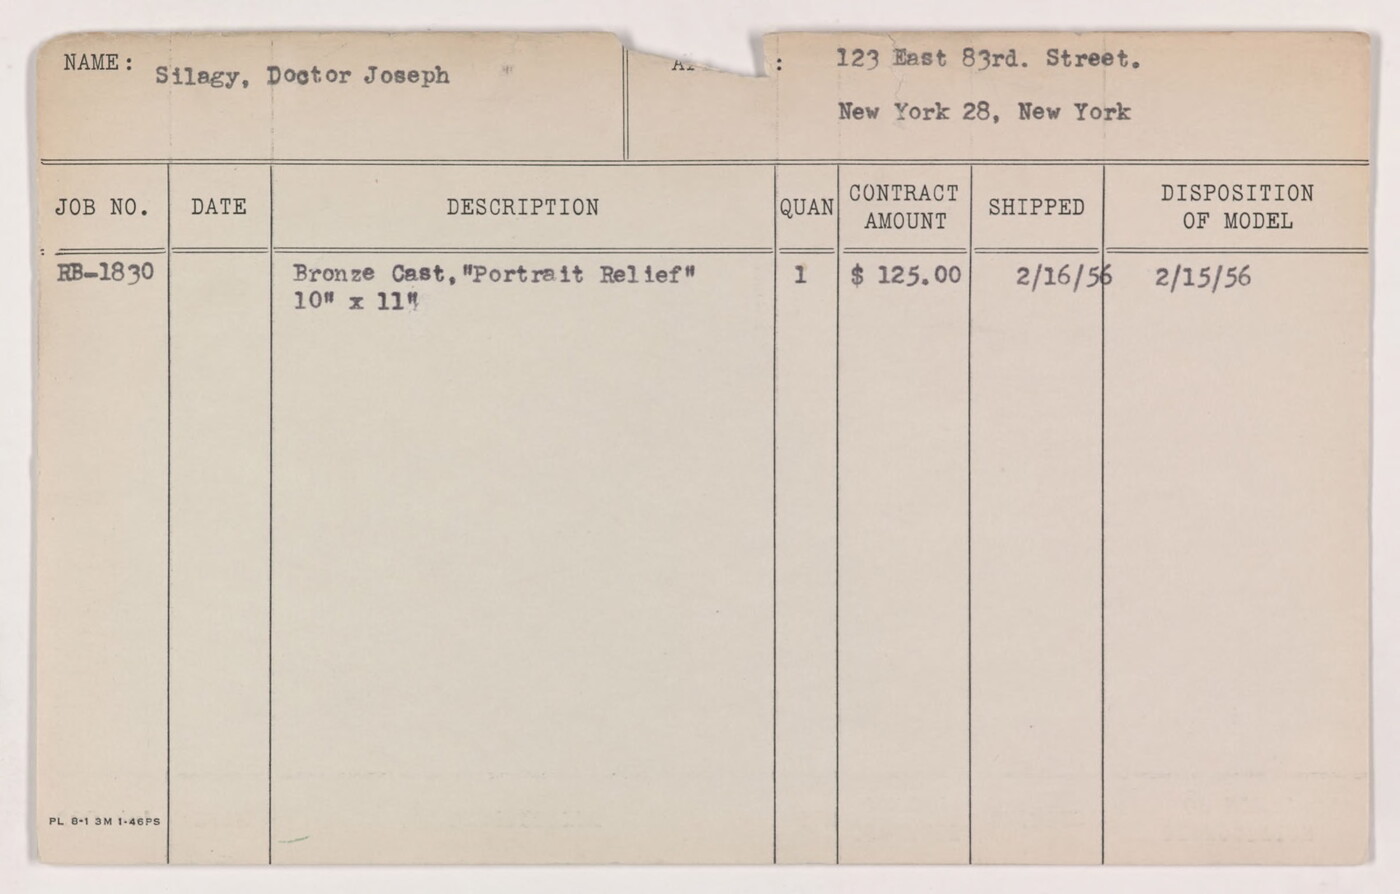 NAME: Silagy, Doctor Joseph
: 123 East 83rd. Street.
New York 28, New York
JOB NO. DATE DESCRIPTION QUAN CONTRACT AMOUNT SHIPPED DISPOSITION OF MODEL
RB-1830 Bronze Cast,"Portrait Relief" 1 $ 125.00 2/16/56 2/15/56
10" x 11"
PL 8-1 3M 1-46PS